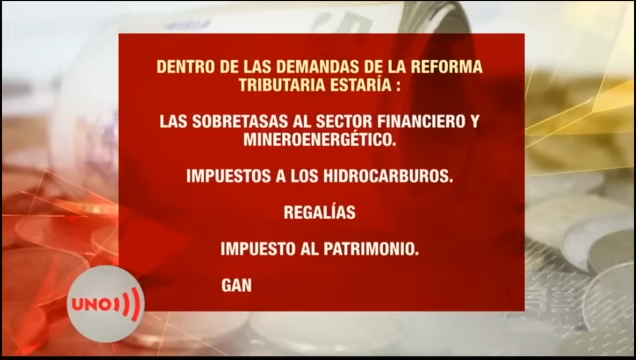 DENTRO DE LAS DEMANDAS DE LA REFORMA
TRIBUTARIA ESTARÍA :
LAS SOBRETASAS AL SECTOR FINANCIERO Y
MINEROENERGÉTICO.
IMPUESTOS A LOS HIDROCARBUROS.
REGALÍAS
IMPUESTO AL PATRIMONIO.
GAN
UNO